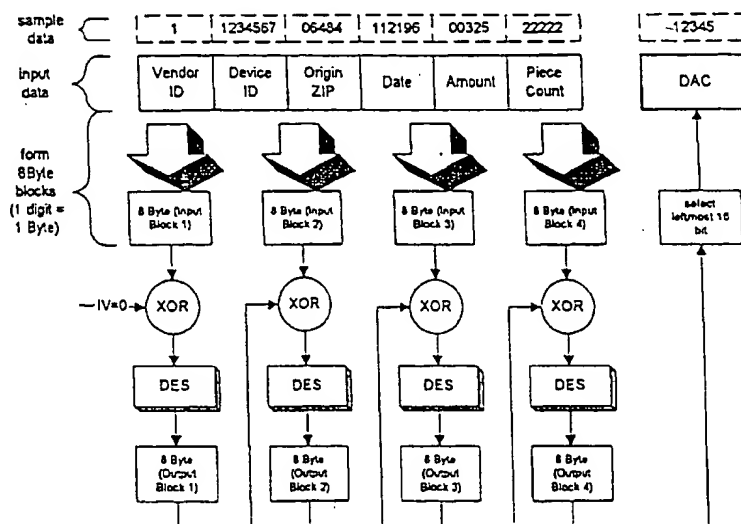 sample data
1 1234567 06484 112196 00325 22222 12345
input data
Vendor ID
Device ID
Origin ZIP
Date
Amount
Piece Count
DAC
form 8Byte blocks (1 digit = 1 Byte)
8 Byte (Input Block 1)
8 Byte (Input Block 2)
8 Byte (Input Block 3)
8 Byte (Input Block 4)
select leftmost 16 bit
IV=0
XOR XOR XOR XOR
DES DES DES DES
8 Byte (Output Block 1)
8 Byte (Output Block 2)
8 Byte (Output Block 3)
8 Byte (Output Block 4)